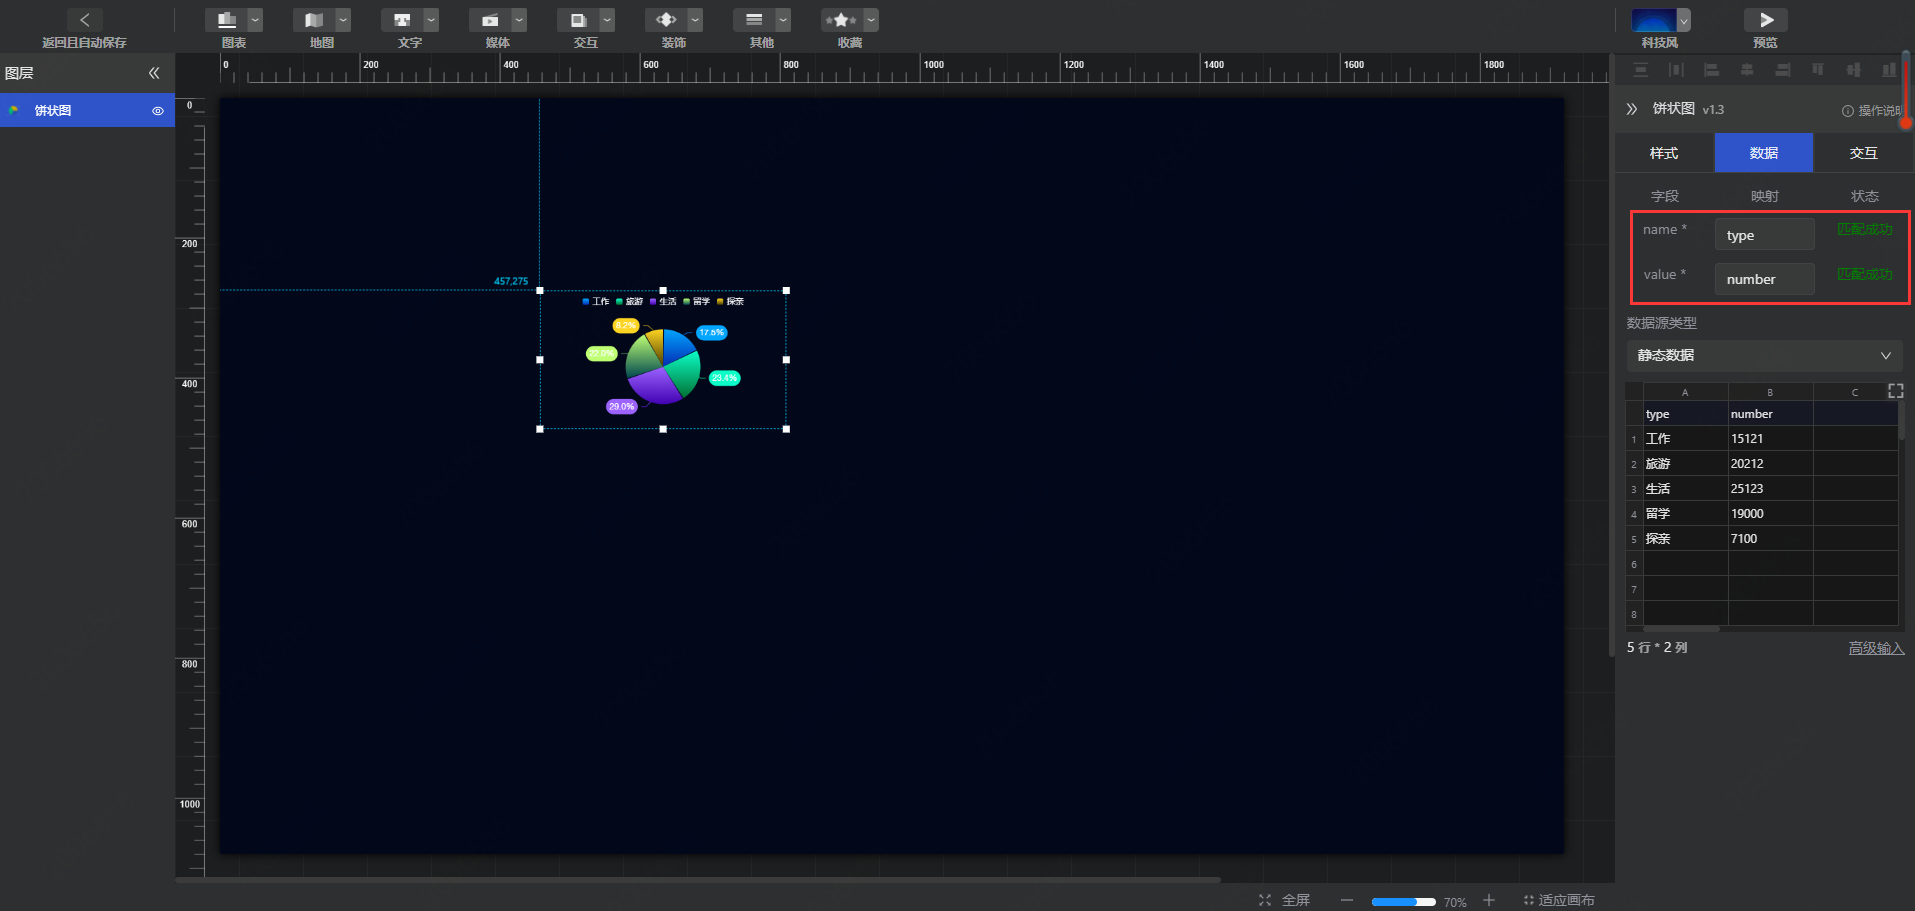 返回且自动保存
图表
地图
文字
媒体
交互
装饰
其他
收藏
科技风
预览
图层
饼状图
0 200 400 600 800 1000 1200 1400 1600 1800
0
200
400
600
800
1000
457,275
工作 旅游 生活 留学 探亲
8.2%
17.5%
22.0%
23.4%
29.0%
饼状图 v1.3
操作说明
样式 数据 交互
字段 映射 状态
name * type 匹配成功
value * number 匹配成功
数据源类型
静态数据
A B C
type number
1 工作 15121
2 旅游 20212
3 生活 25123
4 留学 19000
5 探亲 7100
6
7
8
5 行 * 2 列
高级输入
全屏
70%
适应画布